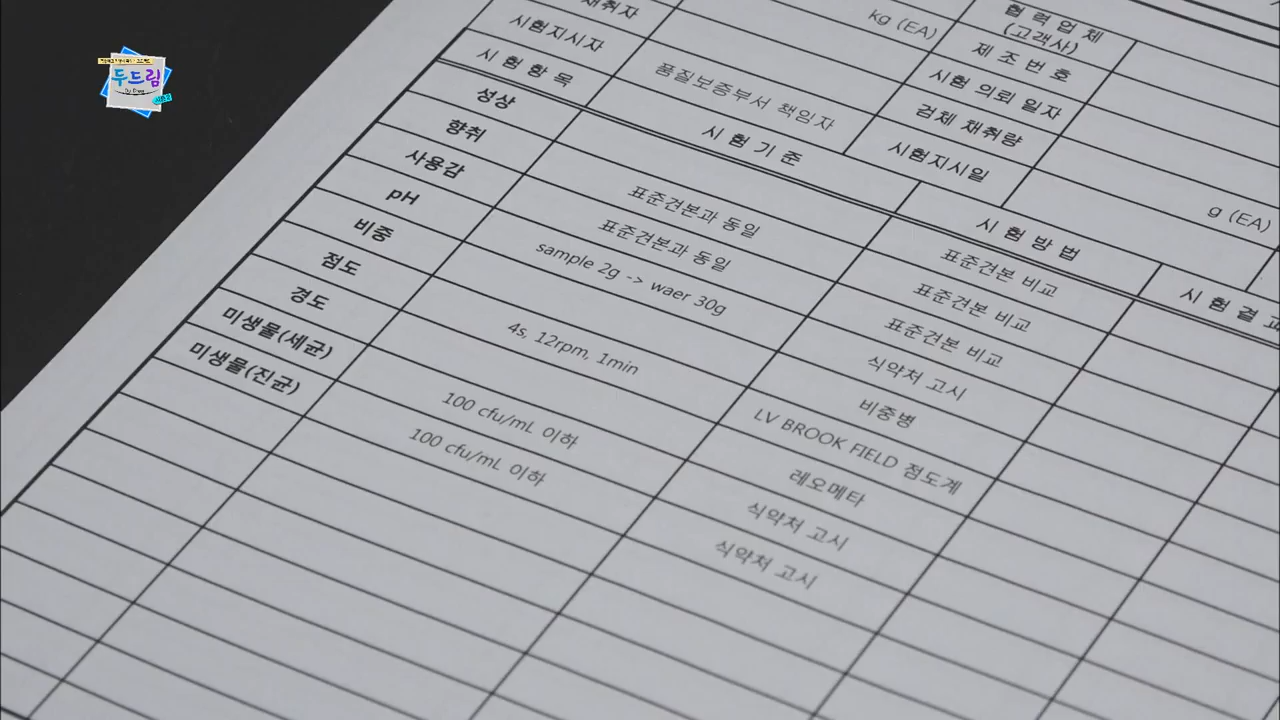 두드림
채취자 kg (EA) 협력업체
(고객사)
시험지시자 제조번호
품질보증부서 책임자 시험 의뢰 일자
검체 채취량
시험지시일 g (EA)
시험항목 시험기준 시험방법 시험결과
성상 표준견본 비교
향취 표준견본과 동일 표준견본 비교
사용감 표준견본과 동일 표준견본 비교
pH sample 2g -> waer 30g 식약처 고시
비중 비중병
점도 4s, 12rpm, 1min LV BROOK FIELD 점도계
경도 레오메타
미생물(세균) 100 cfu/mL 이하 식약처 고시
미생물(진균) 100 cfu/mL 이하 식약처 고시